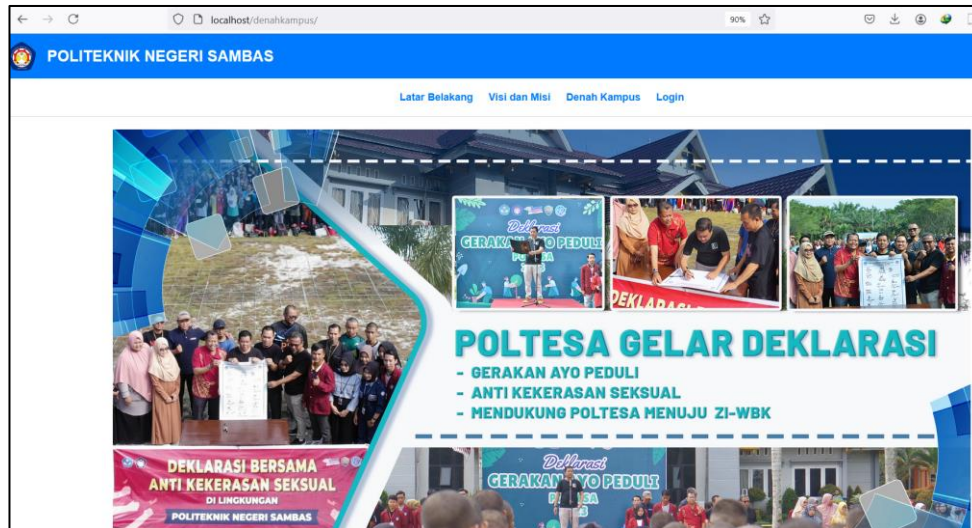 localhost/denahkampus/
90%
POLITEKNIK NEGERI SAMBAS
Latar Belakang Visi dan Misi Denah Kampus Login
Deklarasi
GERAKAN AYO PEDULI
DEKLARASI
POLTESA GELAR DEKLARASI
- GERAKAN AYO PEDULI
- ANTI KEKERASAN SEKSUAL
- MENDUKUNG POLTESA MENUJU ZI-WBK
DEKLARASI BERSAMA
ANTI KEKERASAN SEKSUAL
DI LINGKUNGAN
POLITEKNIK NEGERI SAMBAS
Deklarasi
GERAKAN AYO PEDULI